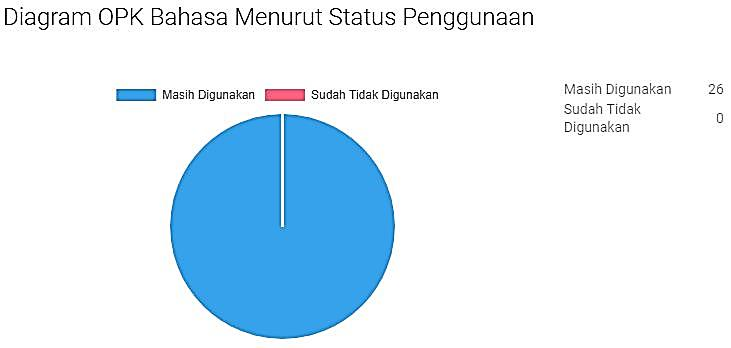 Diagram OPK Bahasa Menurut Status Penggunaan
Masih Digunakan
Sudah Tidak Digunakan
Masih Digunakan 26
Sudah Tidak
Digunakan 0